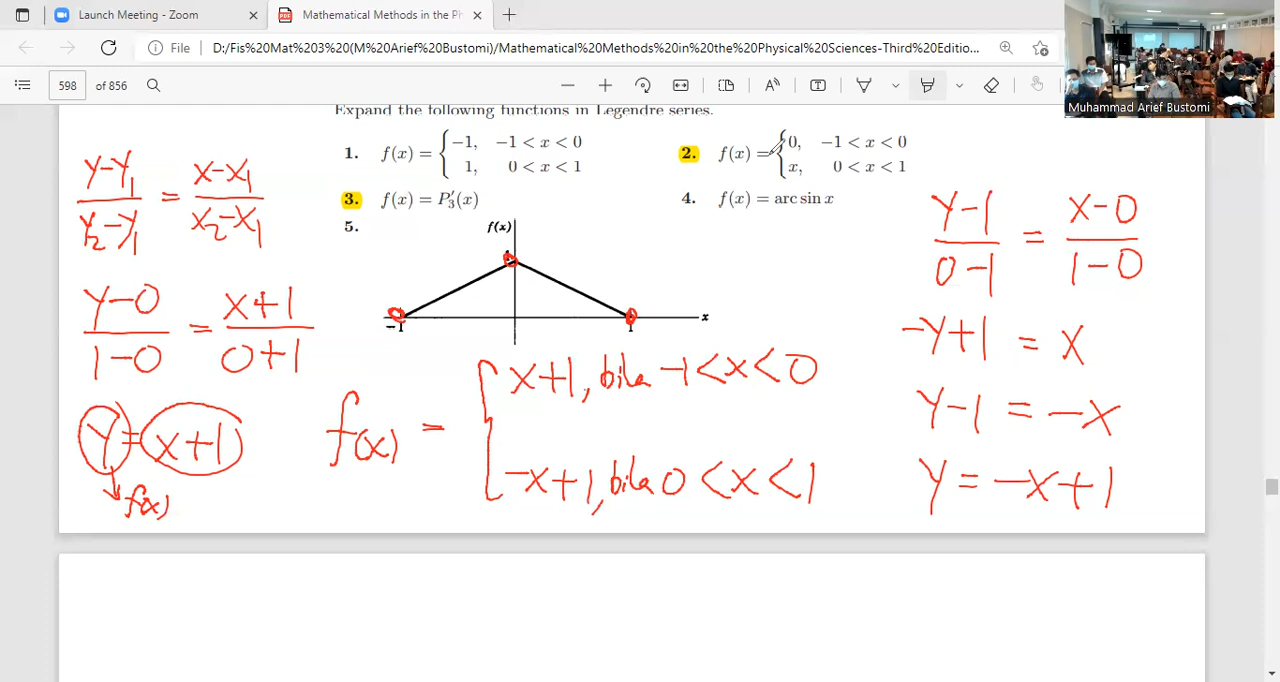 Launch Meeting - Zoom
Mathematical Methods in the Ph
File D:/Fis%20Mat%203%20(M%20Arief%20Bustomi)/Mathematical%20Methods%20in%20the%20Physical%20Sciences-Third%20Editio...
598 of 856
Muhammad Arief Bustomi
Expand the following functions in Legendre series.
1. f(x) = { −1, −1 < x < 0
1, 0 < x < 1
2. f(x) = { 0, −1 < x < 0
x, 0 < x < 1
3. f(x) = P′₃(x)
4. f(x) = arc sin x
5.
f(x)
−1 1 x
(y−y₁)/(y₂−y₁) = (x−x₁)/(x₂−x₁)
(y−0)/(1−0) = (x+1)/(0+1)
y = x+1
f(x)
f(x) = { x+1, bila −1<x<0
−x+1, bila 0<x<1
(y−1)/(0−1) = (x−0)/(1−0)
−y+1 = x
y−1 = −x
y = −x+1